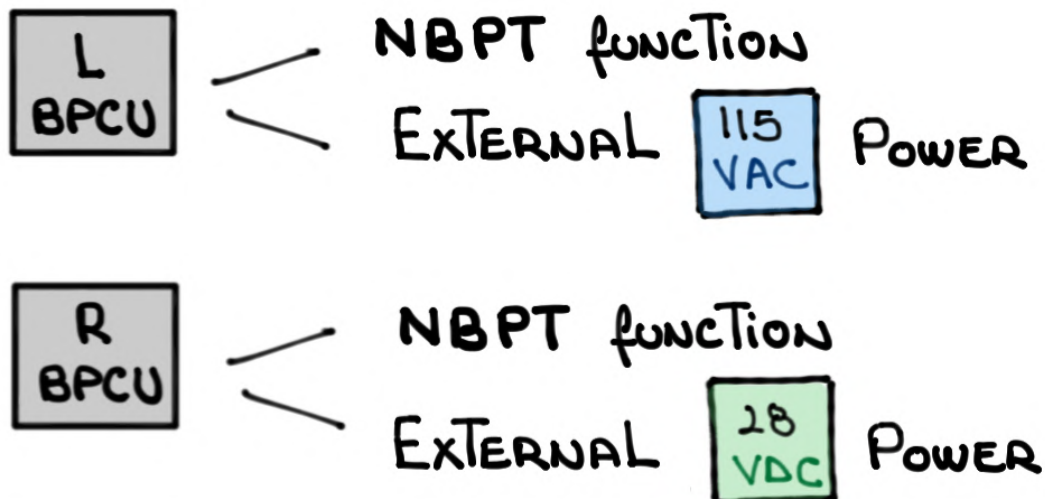 L
BPCU
NBPT function
EXTERNAL 115 VAC POWER
R
BPCU
NBPT function
EXTERNAL 28 VDC POWER